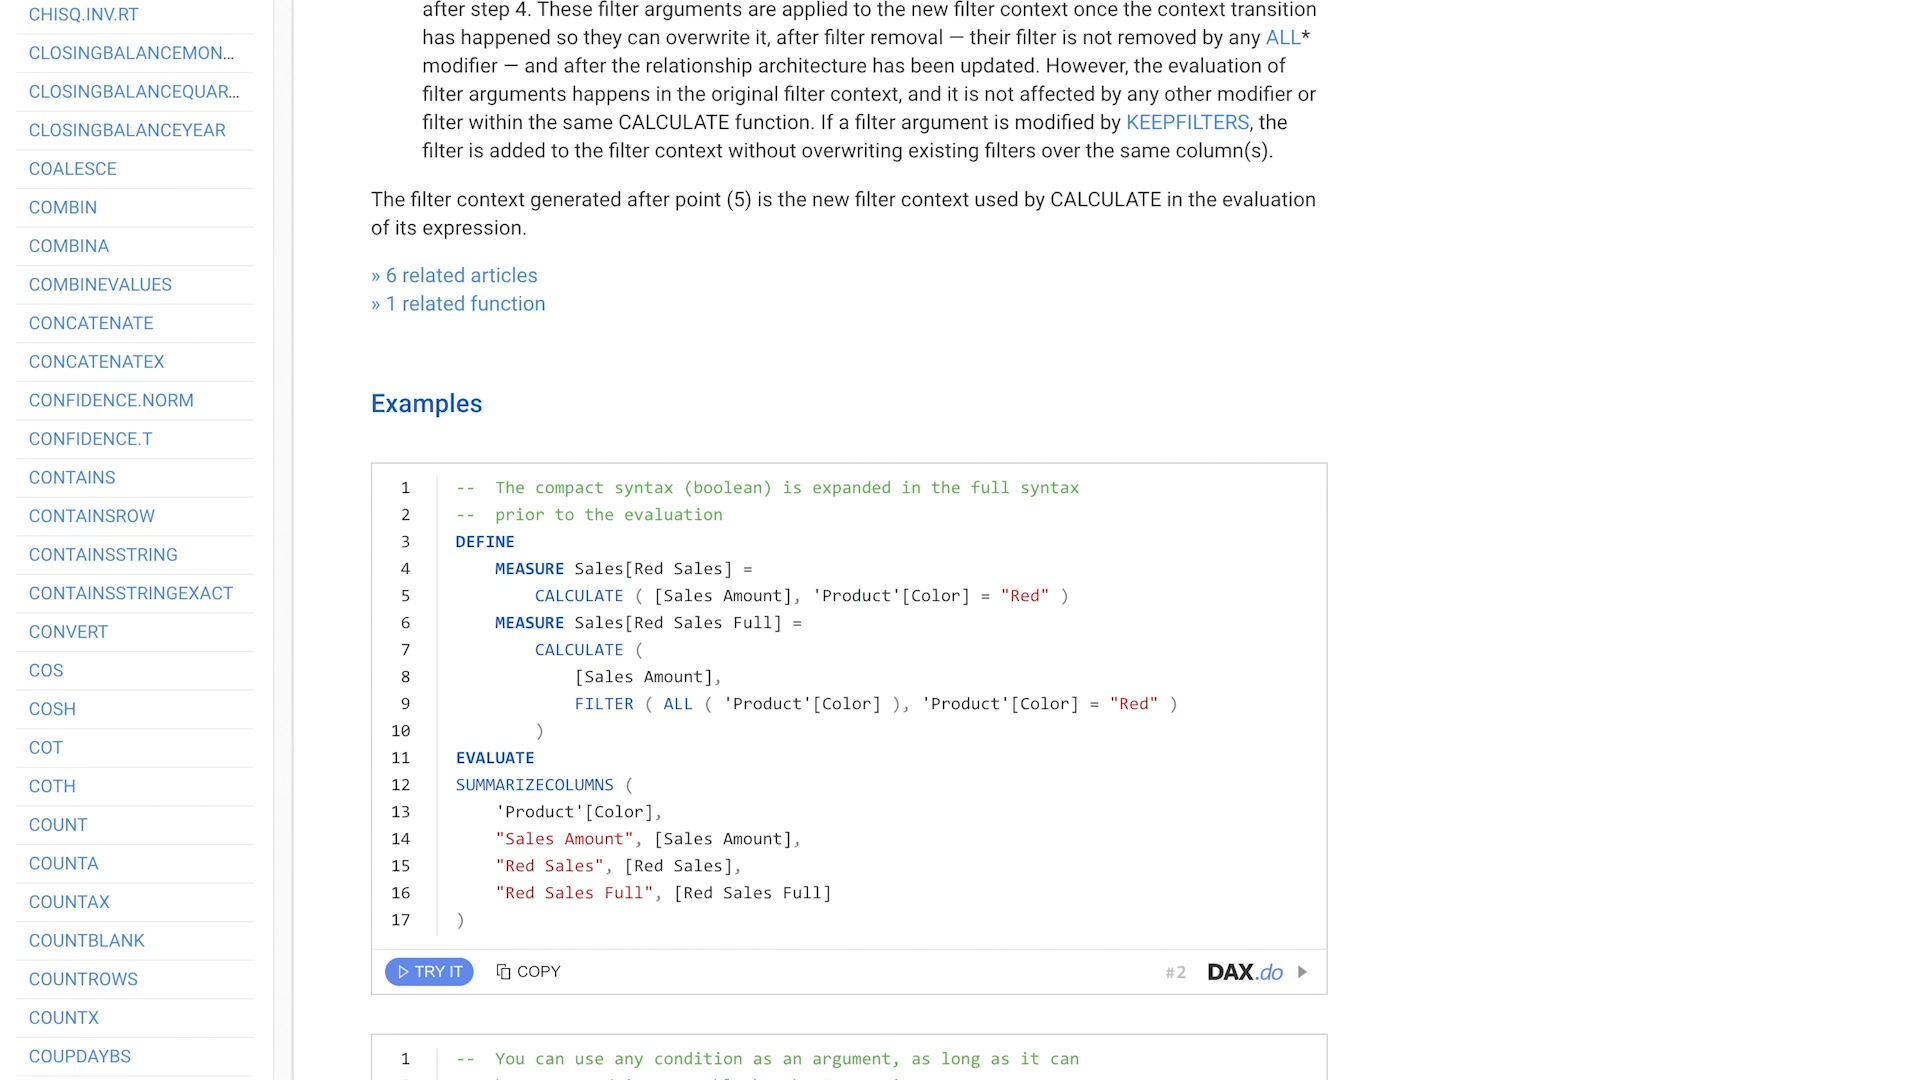 CHISQ.INV.RT
CLOSINGBALANCEMON...
CLOSINGBALANCEQUAR...
CLOSINGBALANCEYEAR
COALESCE
COMBIN
COMBINA
COMBINEVALUES
CONCATENATE
CONCATENATEX
CONFIDENCE.NORM
CONFIDENCE.T
CONTAINS
CONTAINSROW
CONTAINSSTRING
CONTAINSSTRINGEXACT
CONVERT
COS
COSH
COT
COTH
COUNT
COUNTA
COUNTAX
COUNTBLANK
COUNTROWS
COUNTX
COUPDAYBS
after step 4. These filter arguments are applied to the new filter context once the context transition
has happened so they can overwrite it, after filter removal — their filter is not removed by any ALL*
modifier — and after the relationship architecture has been updated. However, the evaluation of
filter arguments happens in the original filter context, and it is not affected by any other modifier or
filter within the same CALCULATE function. If a filter argument is modified by KEEPFILTERS, the
filter is added to the filter context without overwriting existing filters over the same column(s).
The filter context generated after point (5) is the new filter context used by CALCULATE in the evaluation
of its expression.
» 6 related articles
» 1 related function
Examples
1 -- The compact syntax (boolean) is expanded in the full syntax
2 -- prior to the evaluation
3 DEFINE
4 MEASURE Sales[Red Sales] =
5 CALCULATE ( [Sales Amount], 'Product'[Color] = "Red" )
6 MEASURE Sales[Red Sales Full] =
7 CALCULATE (
8 [Sales Amount],
9 FILTER ( ALL ( 'Product'[Color] ), 'Product'[Color] = "Red" )
10 )
11 EVALUATE
12 SUMMARIZECOLUMNS (
13 'Product'[Color],
14 "Sales Amount", [Sales Amount],
15 "Red Sales", [Red Sales],
16 "Red Sales Full", [Red Sales Full]
17 )
TRY IT COPY #2 DAX.do
1 -- You can use any condition as an argument, as long as it can